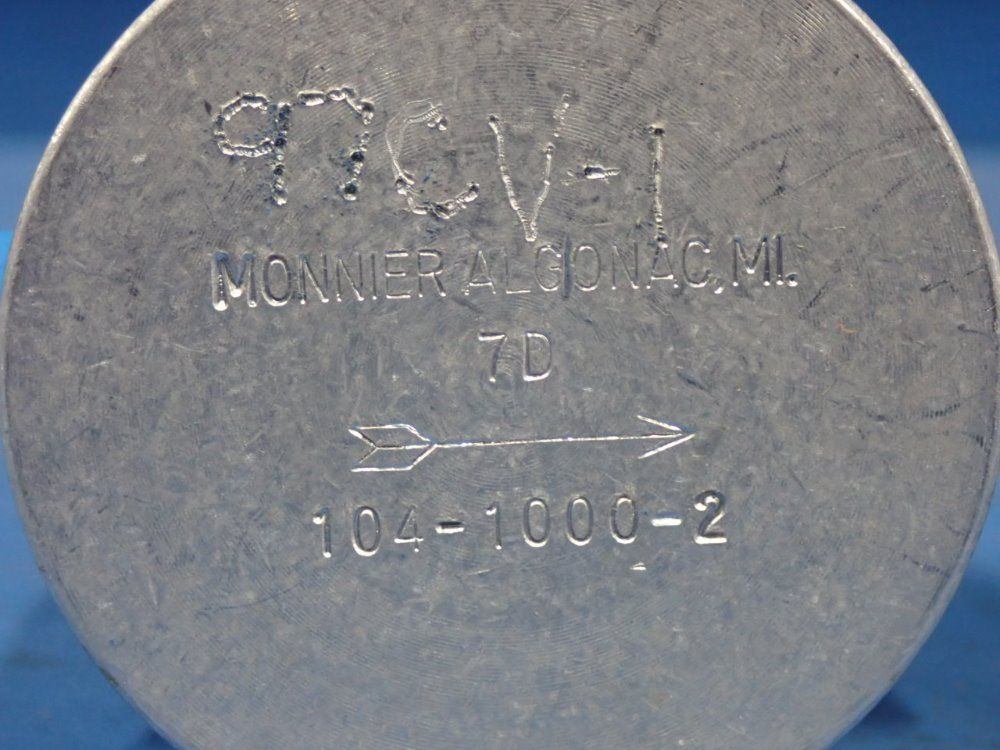 97CV-1
MONNIER ALGONAC, MI.
7D
104-1000-2